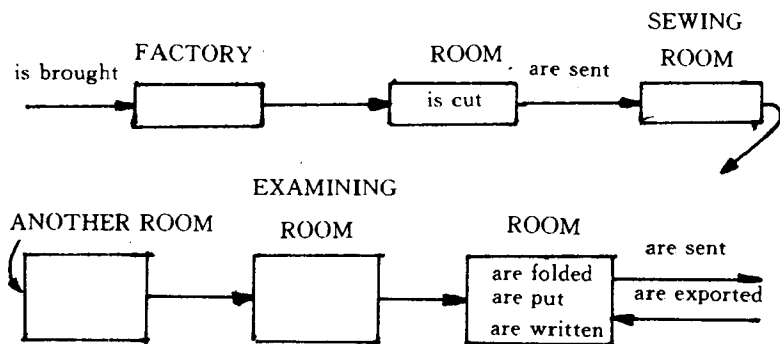 SEWING
FACTORY ROOM ROOM
is brought are sent
is cut
EXAMINING
ANOTHER ROOM ROOM ROOM
are sent
are folded
are exported
are put
are written